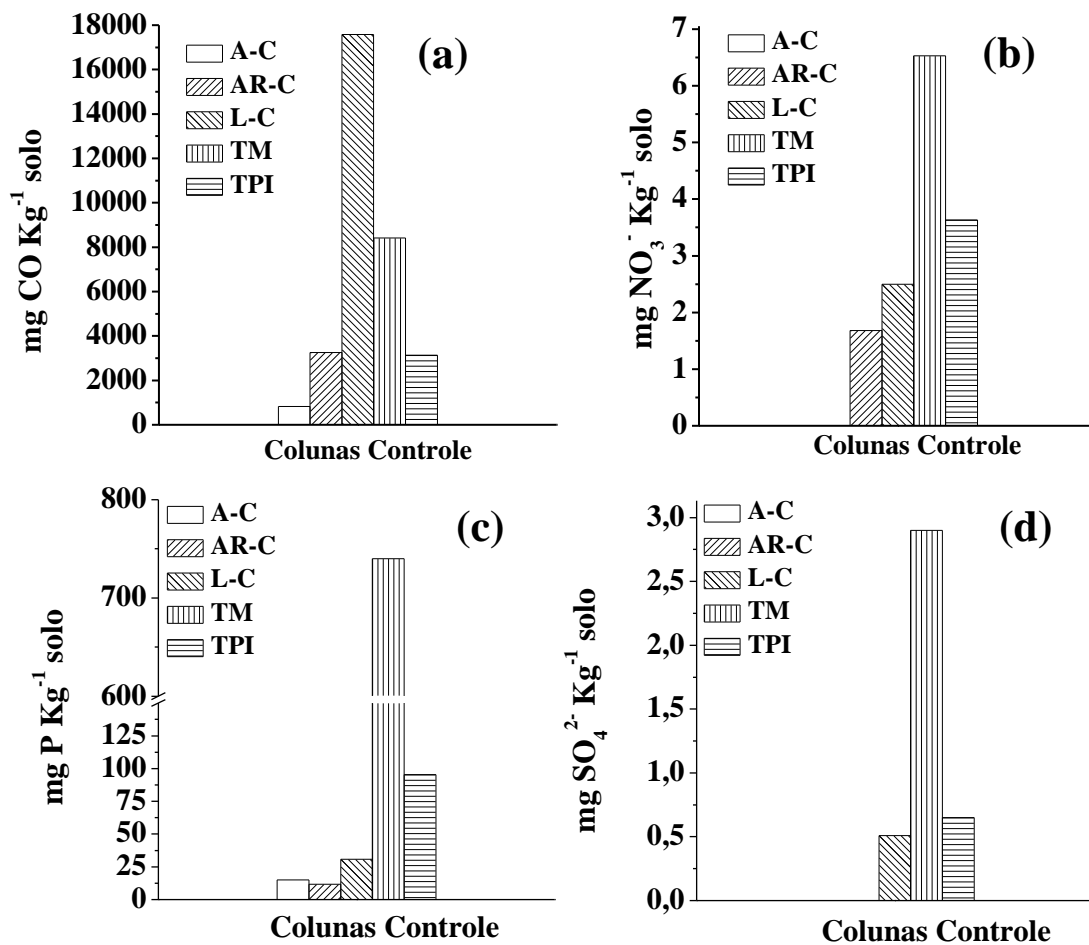 (a)
A-C
AR-C
L-C
TM
TPI
mg CO Kg⁻¹ solo
18000
16000
14000
12000
10000
8000
6000
4000
2000
0
Colunas Controle
(b)
A-C
AR-C
L-C
TM
TPI
mg NO₃⁻ Kg⁻¹ solo
7
6
5
4
3
2
1
0
Colunas Controle
(c)
A-C
AR-C
L-C
TM
TPI
mg P Kg⁻¹ solo
800
700
600
125
100
75
50
25
0
Colunas Controle
(d)
A-C
AR-C
L-C
TM
TPI
mg SO₄²⁻ Kg⁻¹ solo
3,0
2,5
2,0
1,5
1,0
0,5
0,0
Colunas Controle